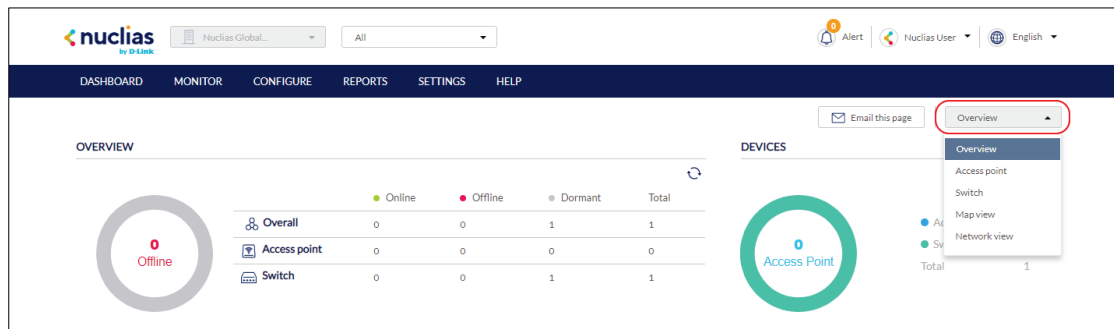 nuclias
by D-Link
Nuclias Global...
All
0
Alert
Nuclias User
English
DASHBOARD MONITOR CONFIGURE REPORTS SETTINGS HELP
Email this page
Overview
OVERVIEW
Online Offline Dormant Total
Overall 0 0 1 1
Access point 0 0 0 0
Switch 0 0 1 1
0
Offline
DEVICES
Overview
Access point
Switch
Map view
Network view
0
Access Point
Total 1